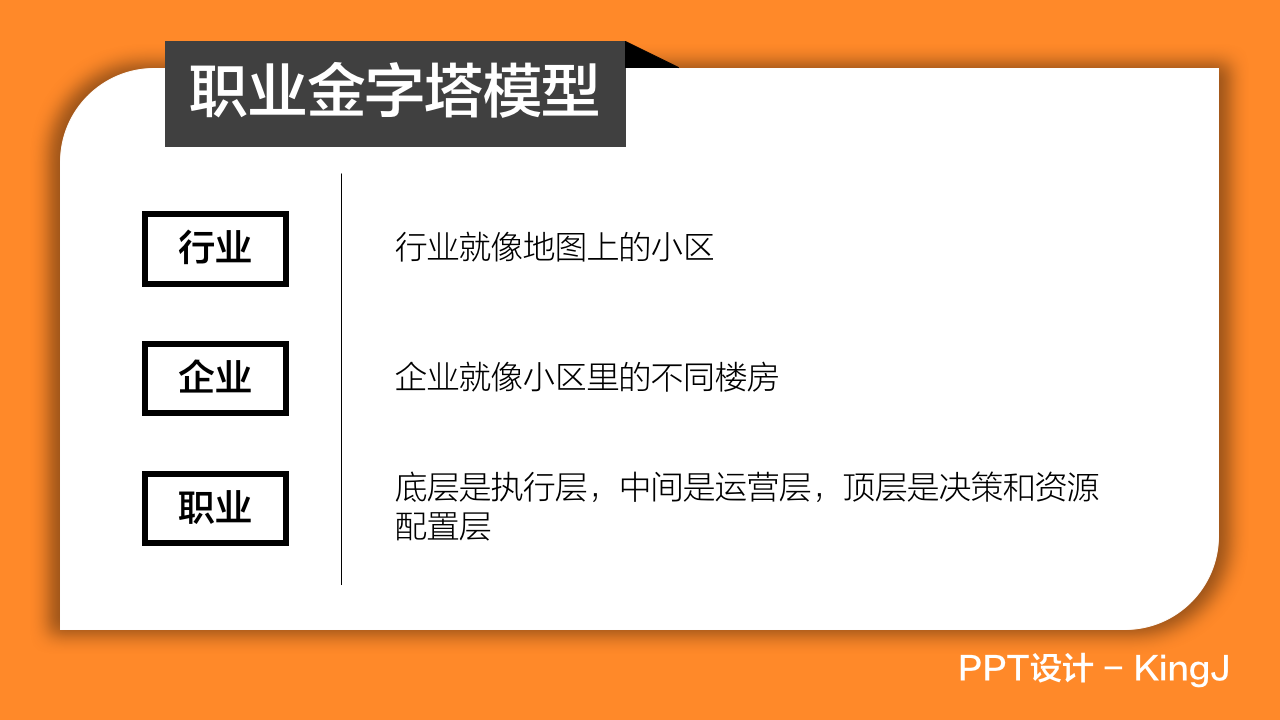 职业金字塔模型
行业
行业就像地图上的小区
企业
企业就像小区里的不同楼房
职业
底层是执行层，中间是运营层，顶层是决策和资源
配置层
PPT设计 – KingJ